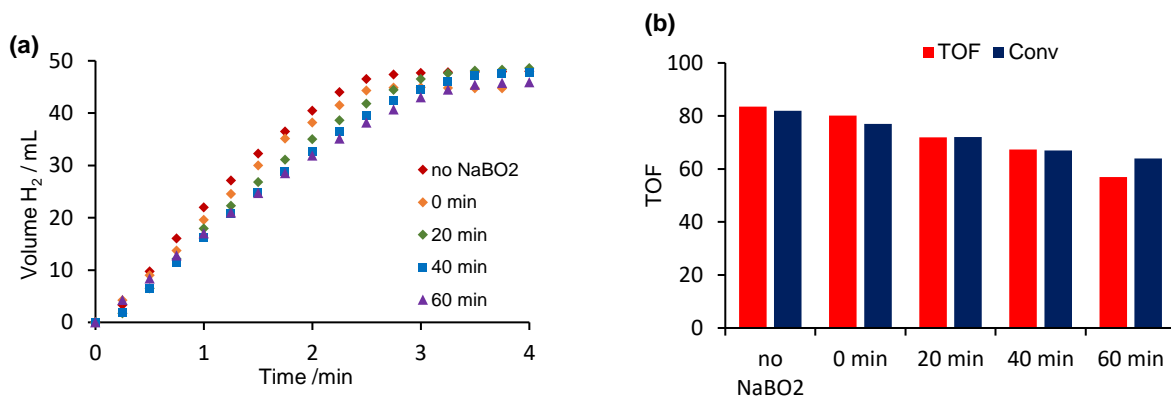 (a)
50
40
30
20
10
0
Volume H2 / mL
0 1 2 3 4
Time /min
no NaBO2
0 min
20 min
40 min
60 min
(b)
TOF Conv
100
80
60
40
20
0
TOF
no 0 min 20 min 40 min 60 min
NaBO2